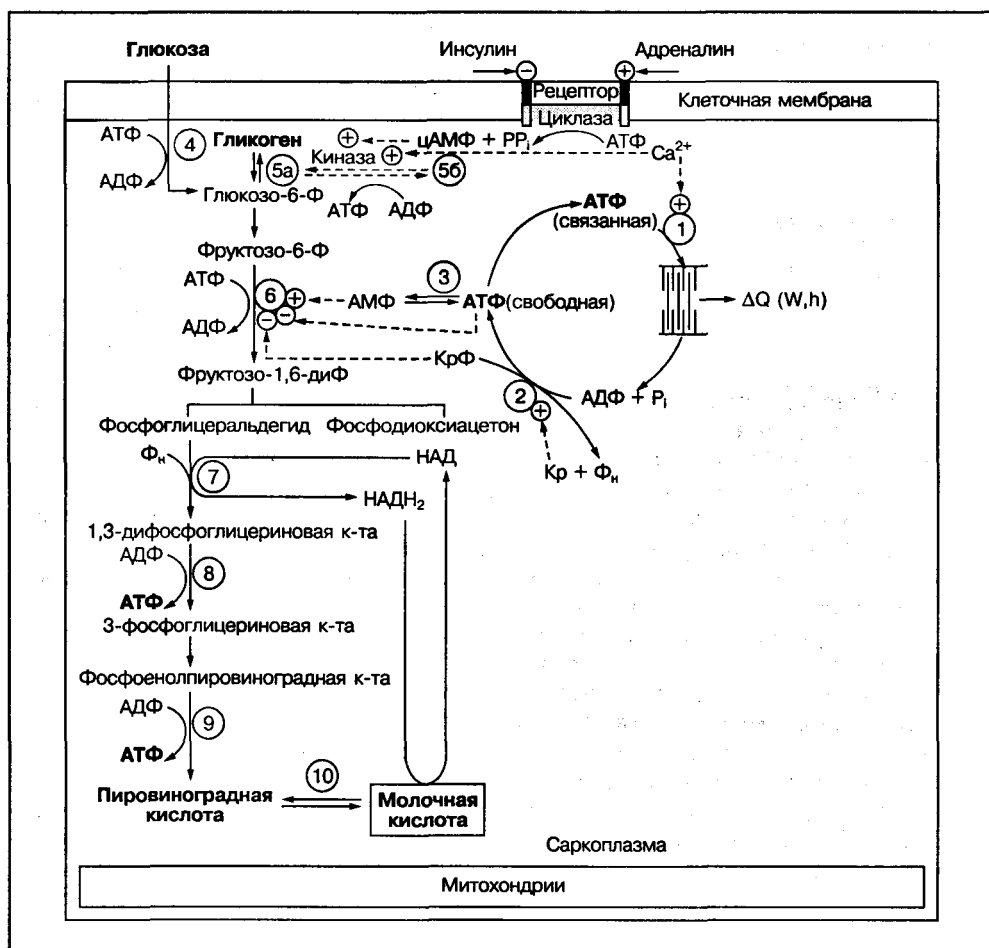 Глюкоза
Инсулин
Адреналин
−
+
Рецептор
Клеточная мембрана
Циклаза
АТФ
4
АДФ
Гликоген
+
цАМФ + PPi
АТФ
Ca2+
Киназа
+
5а
5б
+
1
Глюкозо-6-Ф
АТФ
АДФ
АТФ
(связанная)
Фруктозо-6-Ф
АТФ
6
+
−
−
АДФ
АМФ
3
АТФ (свободная)
ΔQ (W,h)
КрФ
Фруктозо-1,6-диФ
2
+
АДФ + Pi
Фосфоглицеральдегид
Фосфодиоксиацетон
Фн
7
НАД
НАДН2
Кр + Фн
1,3-дифосфоглицериновая к-та
АДФ
8
АТФ
3-фосфоглицериновая к-та
Фосфоенолпировиноградная к-та
АДФ
9
АТФ
Пировиноградная
кислота
10
Молочная
кислота
Саркоплазма
Митохондрии